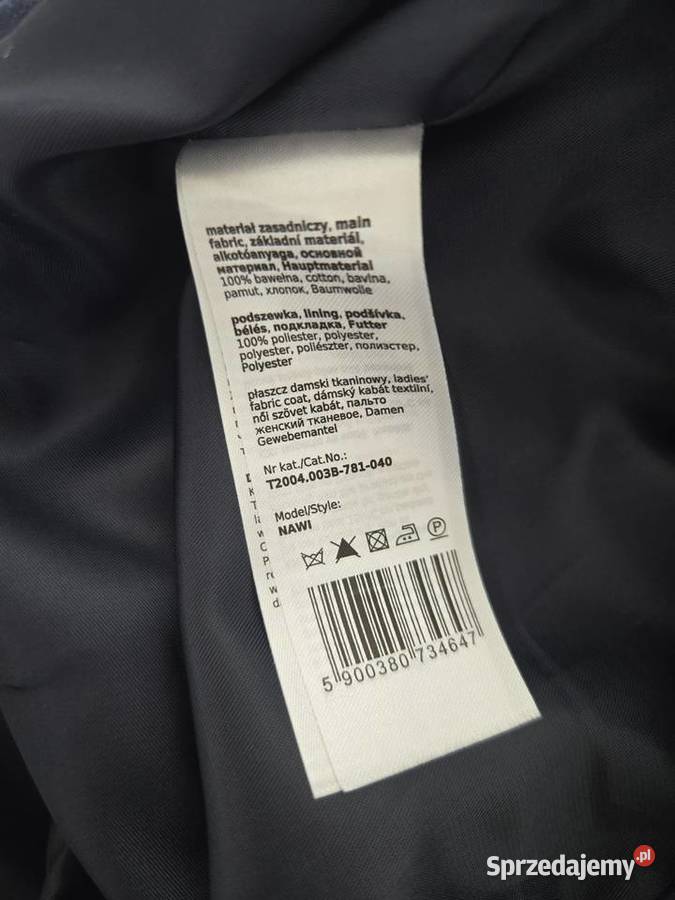 materiał zasadniczy, main
fabric, základní materiál,
alkotóanyaga, основной
материал, Hauptmaterial
100% bawełna, cotton, bavlna,
pamut, хлопок, Baumwolle
podszewka, lining, podšívka,
bélés, подкладка, Futter
100% poliester, polyester,
polyester, poliészter, полиэстер,
Polyester
płaszcz damski tkaninowy, ladies'
fabric coat, dámský kabát textilní,
női szövet kabát, пальто
женский тканевое, Damen
Gewebemantel
Nr kat./Cat.No.:
T2004.003B-781-040
Model/Style:
NAWI
P
5 900380 734647
Sprzedajemy.pl